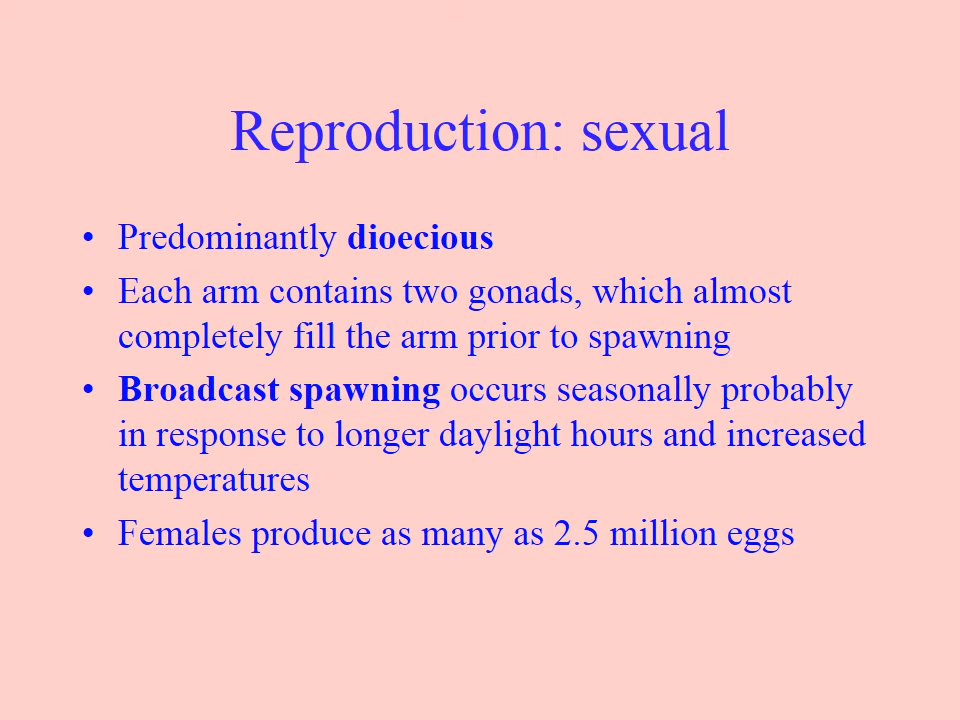 Reproduction: sexual
• Predominantly dioecious
• Each arm contains two gonads, which almost
completely fill the arm prior to spawning
• Broadcast spawning occurs seasonally probably
in response to longer daylight hours and increased
temperatures
• Females produce as many as 2.5 million eggs